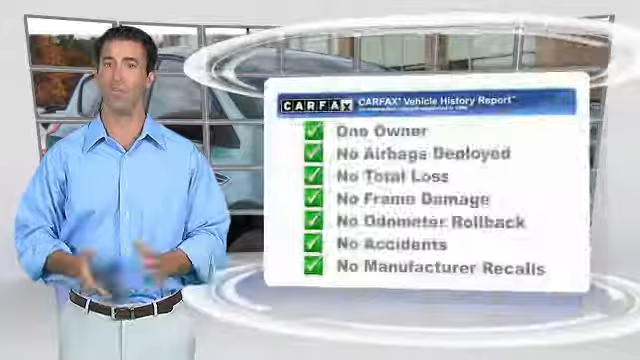 CARFAX CARFAX Vehicle History Report™
One Owner
No Airbags Deployed
No Total Loss
No Frame Damage
No Odometer Rollback
No Accidents
No Manufacturer Recalls